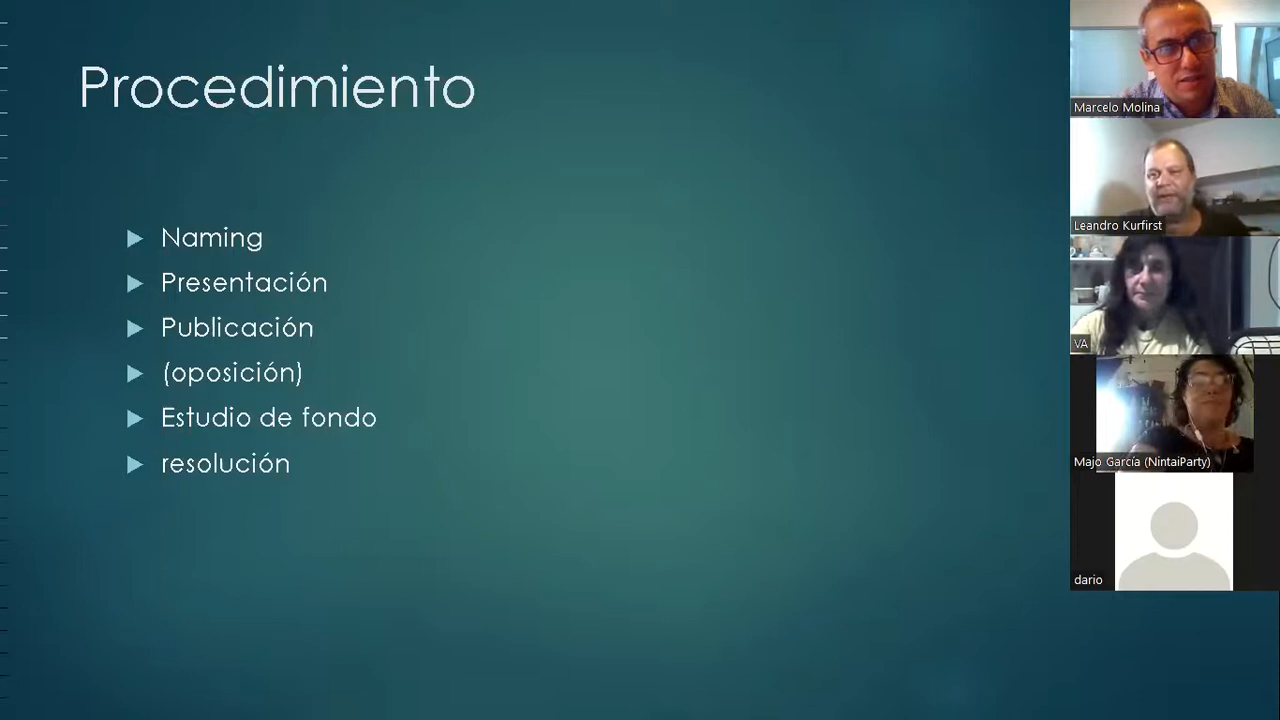 Procedimiento
Naming
Presentación
Publicación
(oposición)
Estudio de fondo
resolución
Marcelo Molina
Leandro Kurfirst
VA
Majo García (NintaiParty)
dario